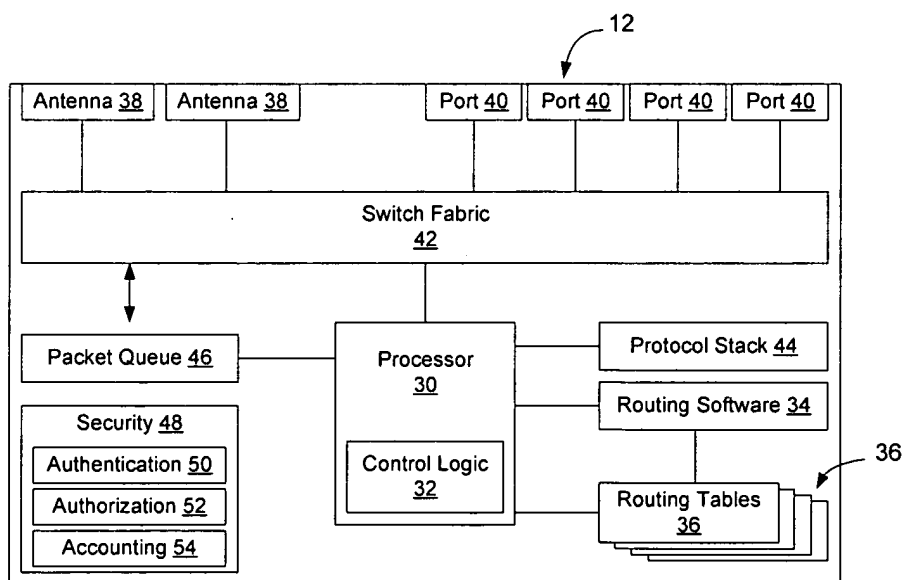 12
Antenna 38
Antenna 38
Port 40
Port 40
Port 40
Port 40
Switch Fabric
42
Packet Queue 46
Processor
30
Control Logic
32
Protocol Stack 44
Routing Software 34
36
Routing Tables
36
Security 48
Authentication 50
Authorization 52
Accounting 54